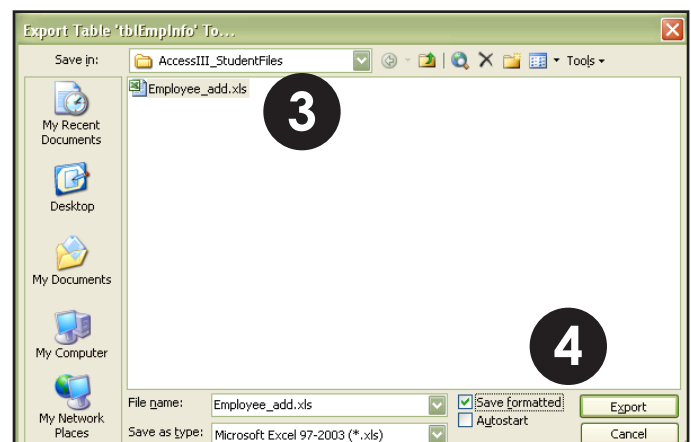 Export Table 'tblEmpInfo' To...
Save in:
AccessIII_StudentFiles
Tools
Employee_add.xls
3
My Recent
Documents
Desktop
My Documents
My Computer
My Network
Places
4
File name:
Employee_add.xls
Save formatted
Export
Autostart
Save as type:
Microsoft Excel 97-2003 (*.xls)
Cancel